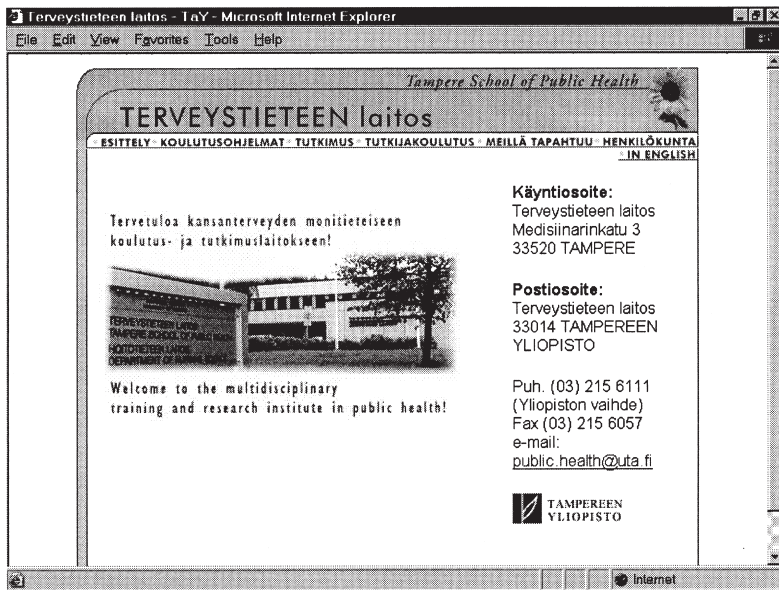 Terveystieteen laitos - TaY - Microsoft Internet Explorer
File Edit View Favorites Tools Help
Tampere School of Public Health
TERVEYSTIETEEN laitos
ESITTELY KOULUTUSOHJELMAT TUTKIMUS TUTKIJAKOULUTUS MEILLÄ TAPAHTUU HENKILÖKUNTA
IN ENGLISH
Tervetuloa kansanterveyden monitieteiseen
koulutus- ja tutkimuslaitokseen!
TERVEYSTIETEEN LAITOS
TAMPERE SCHOOL OF PUBLIC HEALTH
HOITOTIETEEN LAITOS
DEPARTMENT OF NURSING SCIENCE
Welcome to the multidisciplinary
training and research institute in public health!
Käyntiosoite:
Terveystieteen laitos
Medisiinarinkatu 3
33520 TAMPERE
Postiosoite:
Terveystieteen laitos
33014 TAMPEREEN
YLIOPISTO
Puh. (03) 215 6111
(Yliopiston vaihde)
Fax (03) 215 6057
e-mail:
public.health@uta.fi
TAMPEREEN
YLIOPISTO
Internet